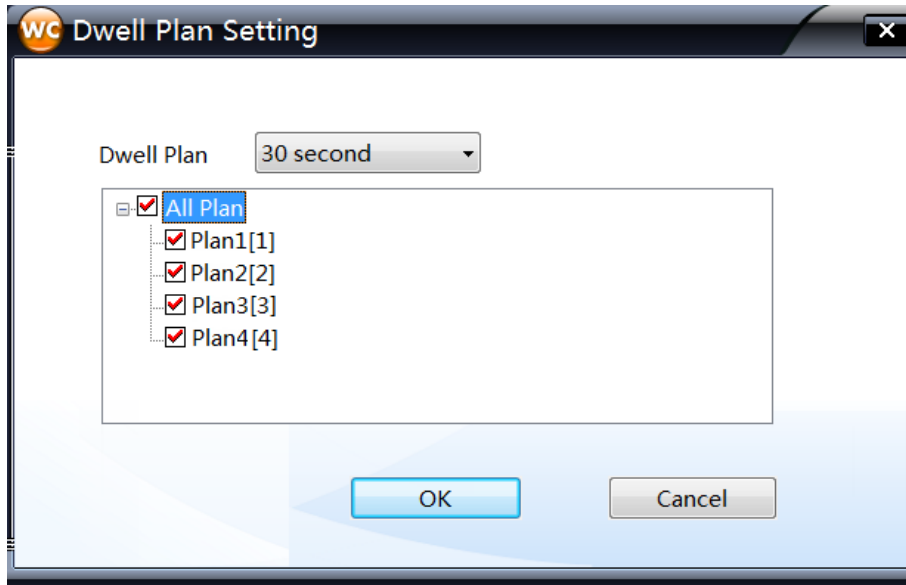 WC Dwell Plan Setting
Dwell Plan 30 second
All Plan
Plan1[1]
Plan2[2]
Plan3[3]
Plan4[4]
OK Cancel